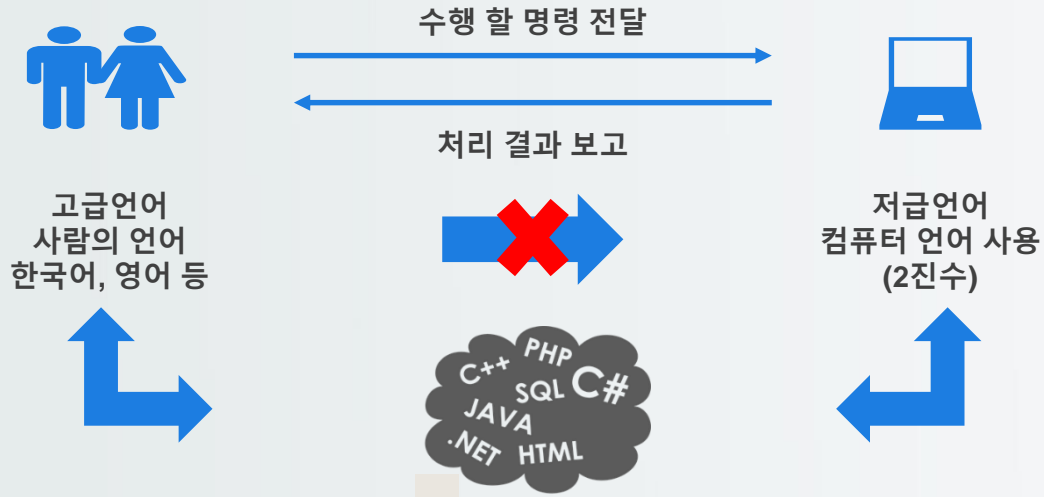 수행 할 명령 전달
처리 결과 보고
고급언어
사람의 언어
한국어, 영어 등
저급언어
컴퓨터 언어 사용
(2진수)
C++ PHP
SQL C#
JAVA
.NET HTML